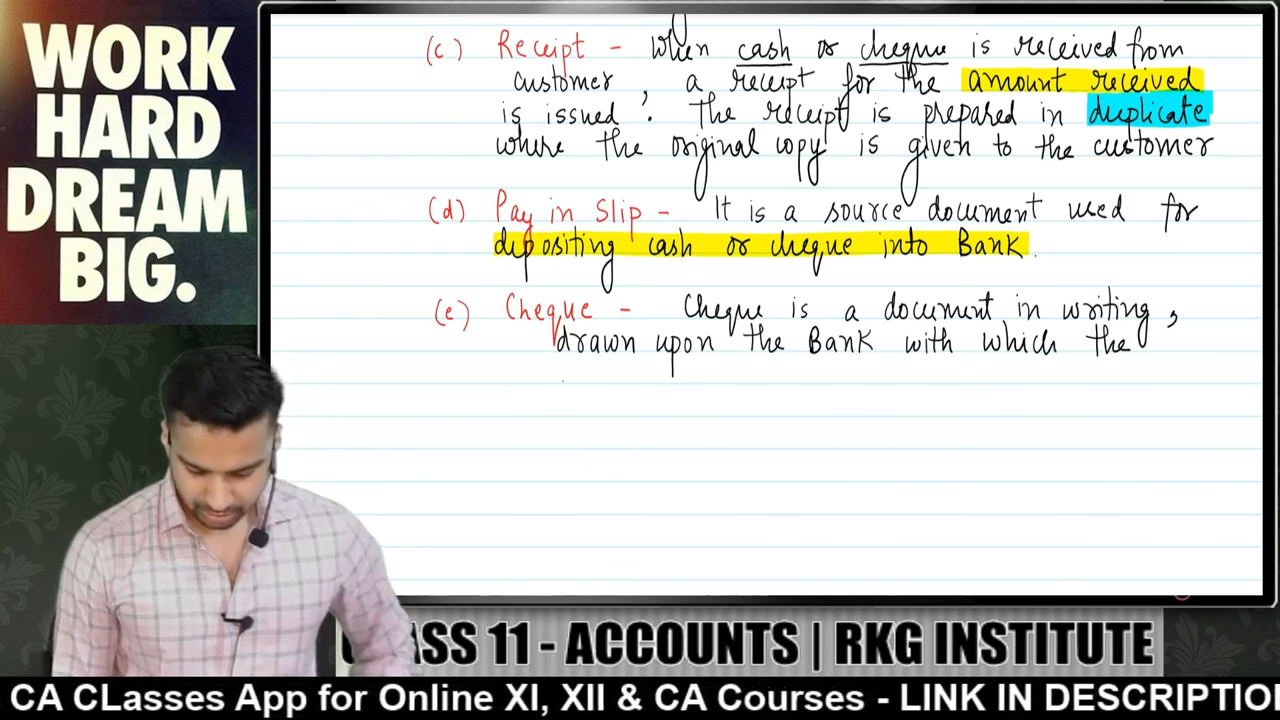 WORK
HARD
DREAM
BIG.
(c) Receipt - When cash or cheque is received from
customer, a receipt for the amount received
is issued. The receipt is prepared in duplicate
where the original copy is given to the customer
(d) Pay in Slip - It is a source document used for
depositing cash or cheque into Bank.
(e) Cheque - Cheque is a document in writing,
drawn upon the Bank with which the
ASS 11 - ACCOUNTS | RKG INSTITUTE
CA CLasses App for Online XI, XII & CA Courses - LINK IN DESCRIPTIO